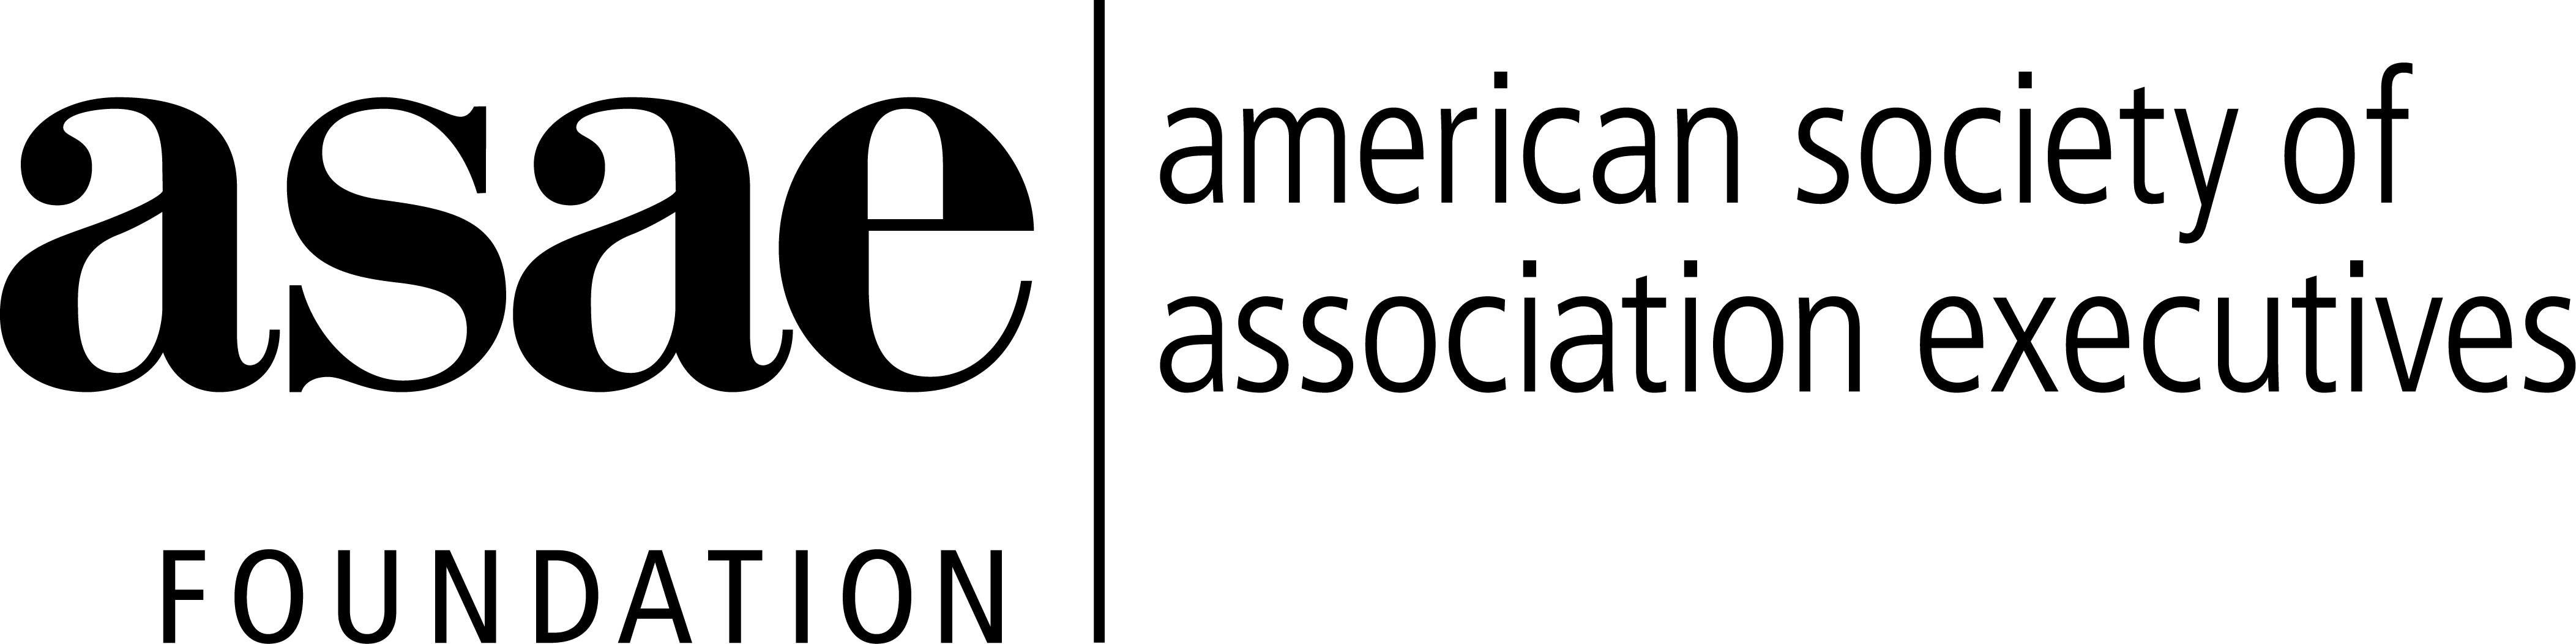 asae
FOUNDATION
american society of
association executives